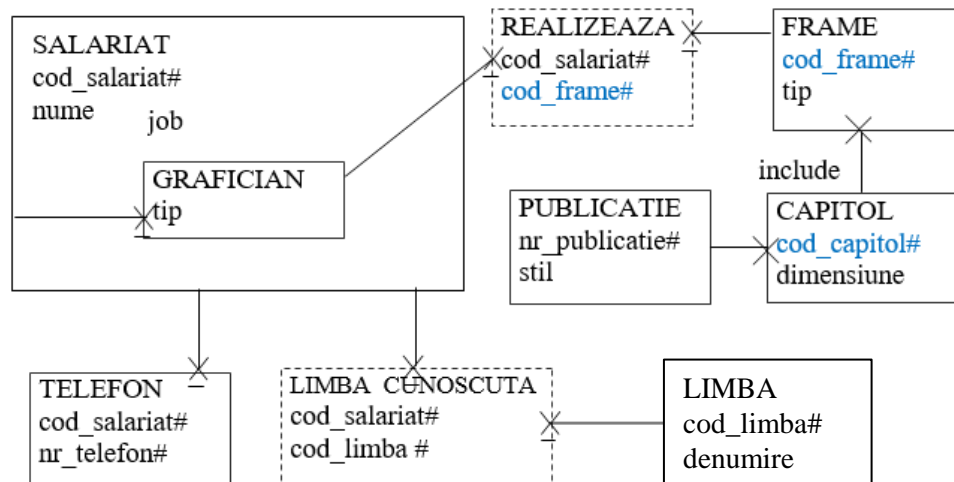 SALARIAT
cod_salariat#
nume
job
GRAFICIAN
tip
REALIZEAZA
cod_salariat#
cod_frame#
FRAME
cod_frame#
tip
include
PUBLICATIE
nr_publicatie#
stil
CAPITOL
cod_capitol#
dimensiune
TELEFON
cod_salariat#
nr_telefon#
LIMBA CUNOSCUTA
cod_salariat#
cod_limba #
LIMBA
cod_limba#
denumire